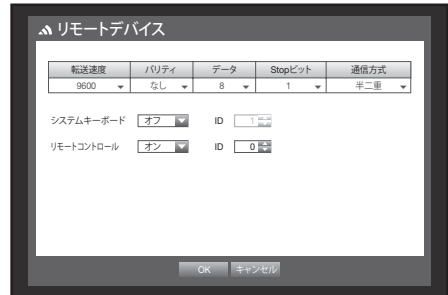 リモートデバイス
転送速度 パリティ データ Stopビット 通信方式
9600 なし 8 1 半二重
システムキーボード オフ ID 1
リモートコントロール オン ID 0
OK キャンセル